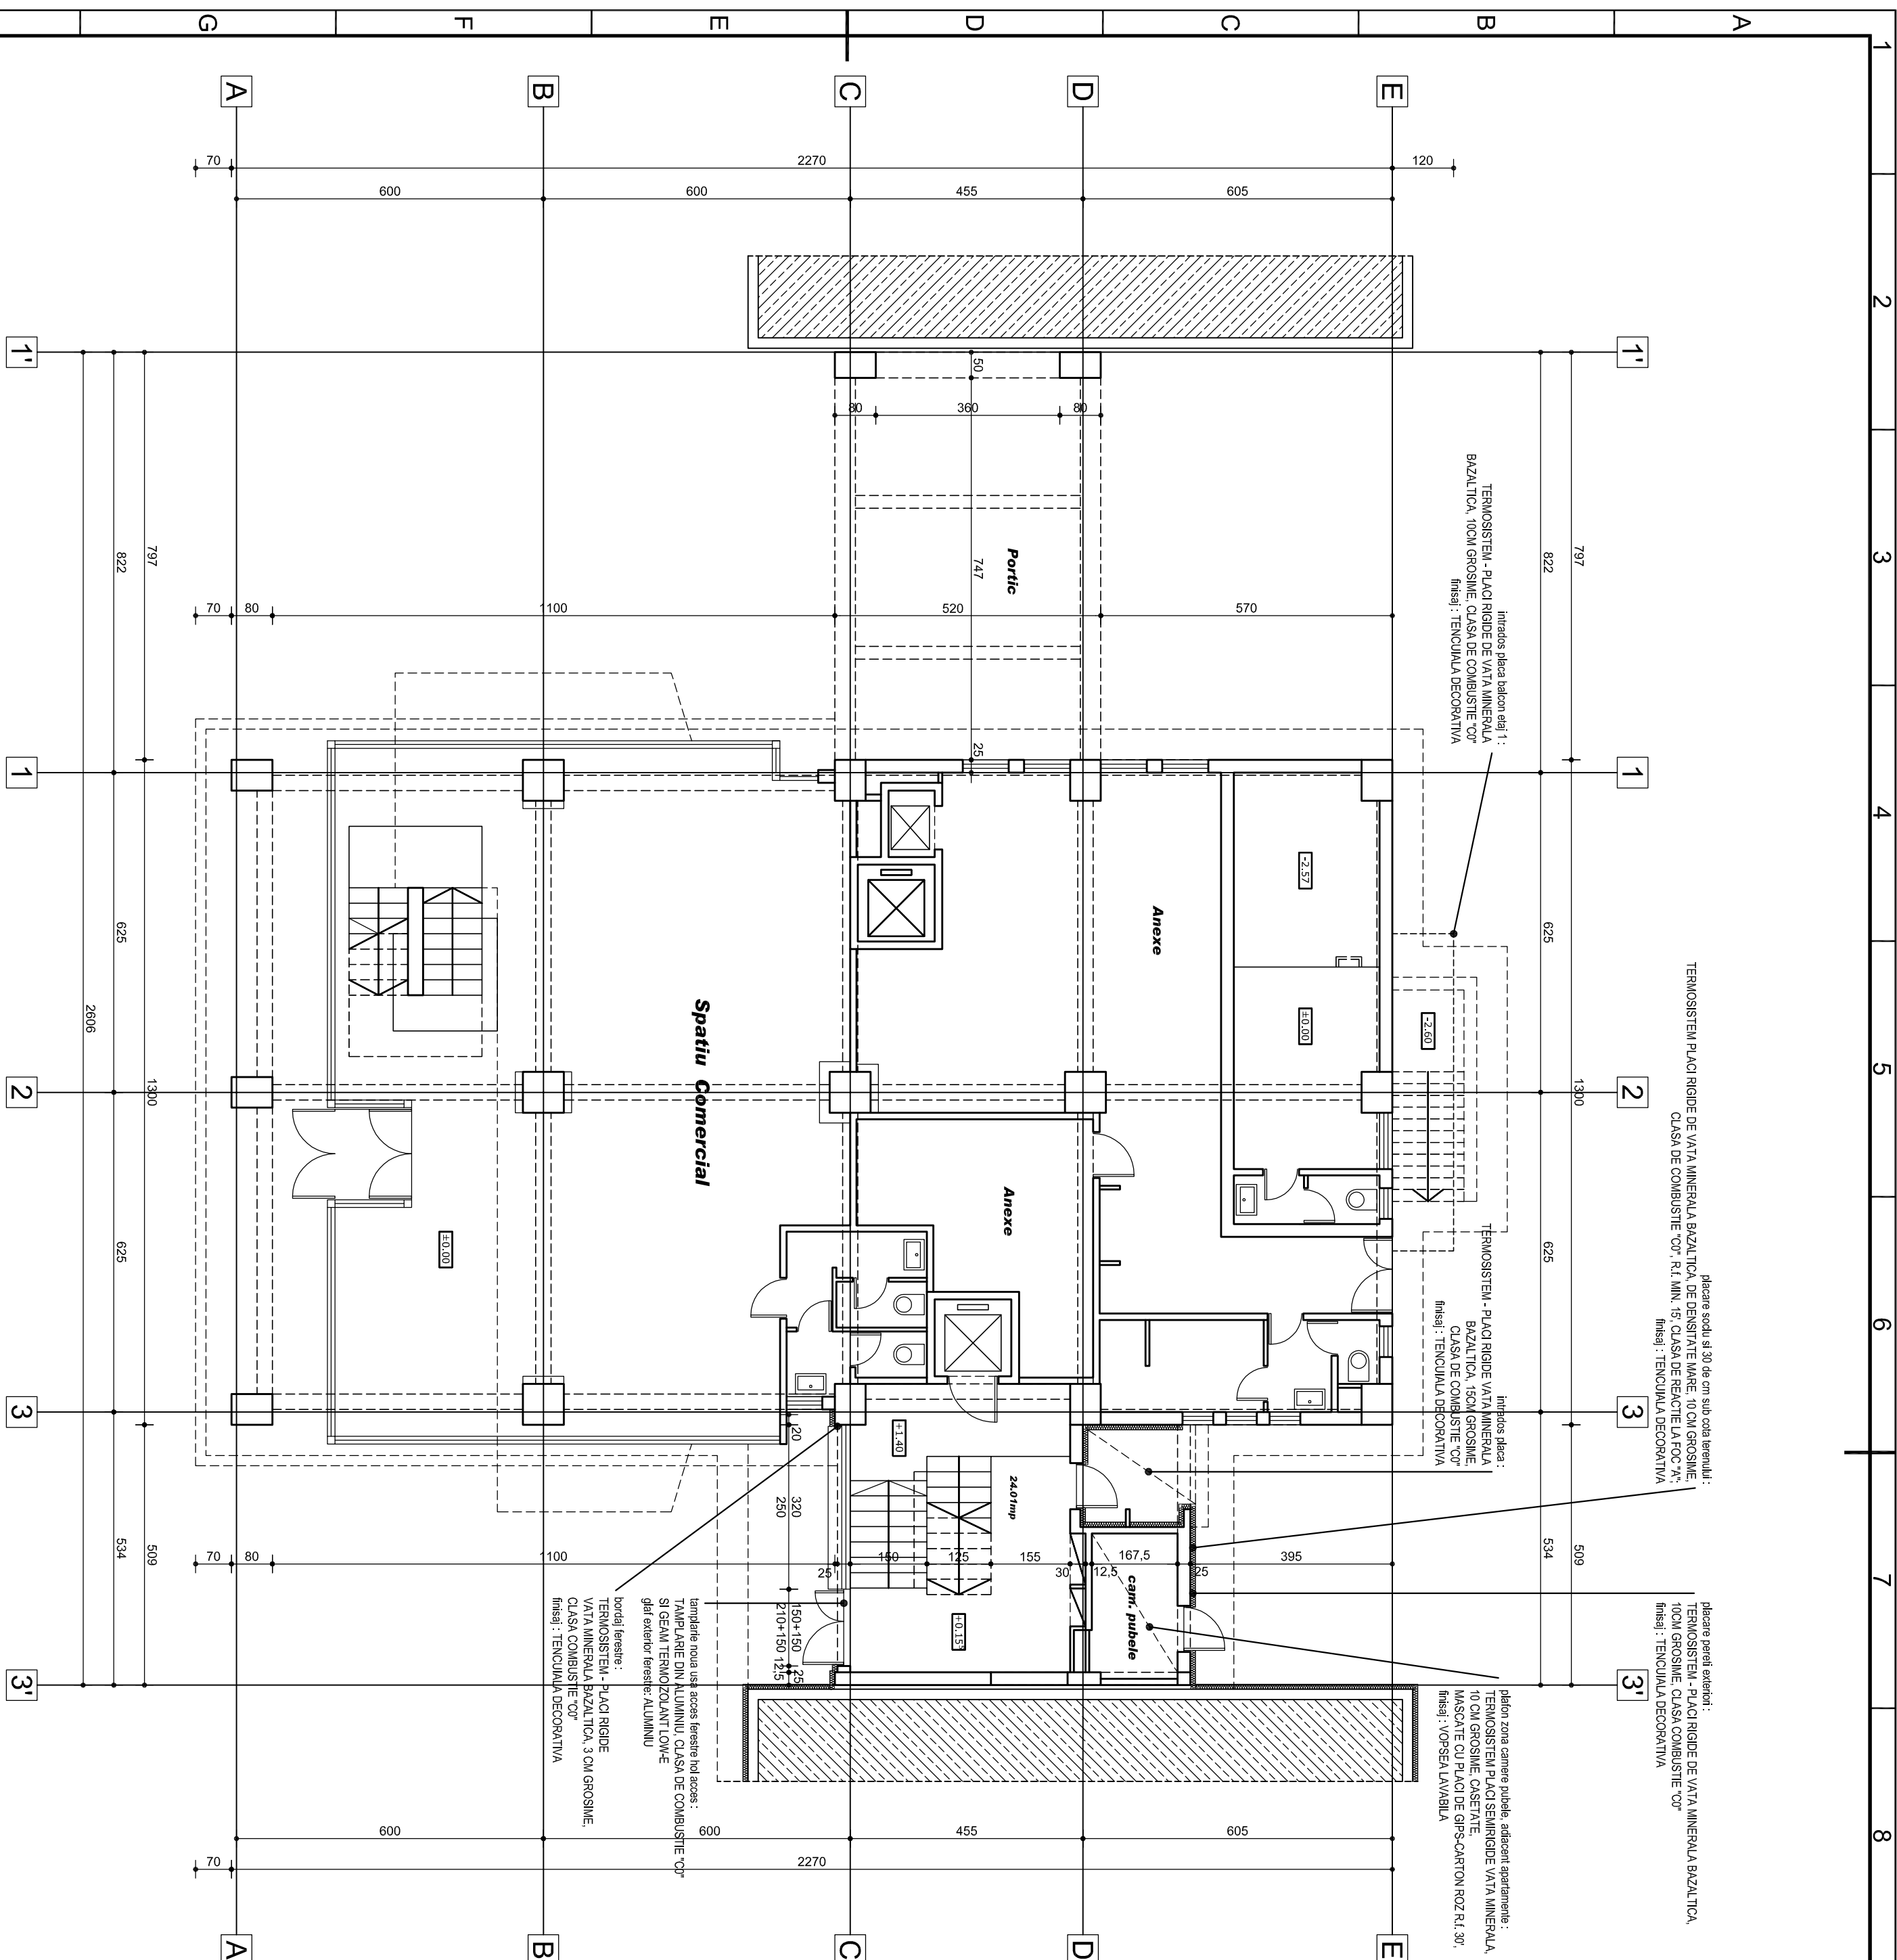 1
2
3
4
5
6
7
8
A
B
C
D
E
F
G
A
B
C
D
E
A
B
C
D
E
1'
1
2
3
3'
1'
1
2
3
3'
placare soclu si 30 de cm sub cota terenului :
TERMOSISTEM PLACI RIGIDE DE VATA MINERALA BAZALTICA, DE DENSITATE MARE, 10 CM GROSIME,
CLASA DE COMBUSTIE "C0", R.f. MIN. 15', CLASA DE REACTIE LA FOC "A";
finisaj : TENCUIALA DECORATIVA
placare pereti exteriori :
TERMOSISTEM - PLACI RIGIDE DE VATA MINERALA BAZALTICA,
10CM GROSIME, CLASA COMBUSTIE "C0"
finisaj : TENCUIALA DECORATIVA
intrados placa balcon etaj 1 :
TERMOSISTEM - PLACI RIGIDE DE VATA MINERALA
BAZALTICA, 10CM GROSIME, CLASA DE COMBUSTIE "C0"
finisaj : TENCUIALA DECORATIVA
intrados placa :
TERMOSISTEM - PLACI RIGIDE VATA MINERALA
BAZALTICA, 15CM GROSIME,
CLASA DE COMBUSTIE "C0"
finisaj : TENCUIALA DECORATIVA
plafon zona camere pubele, adiacent apartamente :
TERMOSISTEM PLACI SEMIRIGIDE VATA MINERALA,
10 CM GROSIME, CASETATE,
MASCATE CU PLACI DE GIPS-CARTON ROZ R.f. 30',
finisaj : VOPSEA LAVABILA
tamplarie noua usa acces ferestre hol acces :
TAMPLARIE DIN ALUMINIU, CLASA DE COMBUSTIE "C0"
SI GEAM TERMOIZOLANT LOW-E
glaf exterior ferestre: ALUMINIU
bordaj ferestre :
TERMOSISTEM - PLACI RIGIDE
VATA MINERALA BAZALTICA, 3 CM GROSIME,
CLASA COMBUSTIE "C0"
finisaj : TENCUIALA DECORATIVA
797
1300
509
822
625
625
534
797
1300
509
822
625
625
534
2606
70
2270
120
600
600
455
605
70
80
1100
520
570
50
747
25
80
360
80
Portic
Anexe
Anexe
Spatiu Comercial
cam. pubele
24.01mp
-2.57
±0.00
-2.60
±0.00
+1.40
+0.15⁵
20
320
250
150+150
210+150
25
12,5
70
80
1100
25
150
125
155
30
12,5
167,5
25
395
600
600
455
605
70
2270